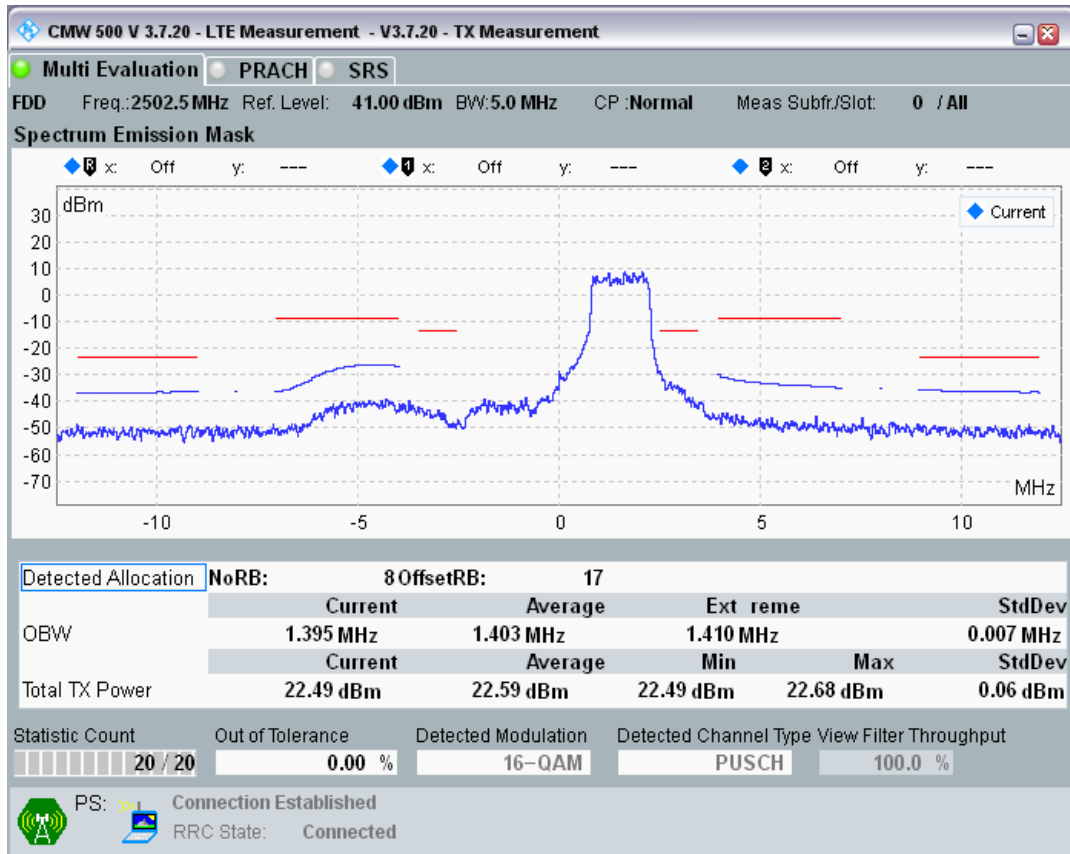 CMW 500 V 3.7.20 - LTE Measurement - V3.7.20 - TX Measurement
Multi Evaluation PRACH SRS
FDD Freq.:2502.5 MHz Ref. Level: 41.00 dBm BW:5.0 MHz CP :Normal Meas Subfr./Slot: 0 / All
Spectrum Emission Mask
R x: Off y: --- 1 x: Off y: --- 2 x: Off y: ---
dBm
Current
30
20
10
0
-10
-20
-30
-40
-50
-60
-70
MHz
-10 -5 0 5 10
Detected Allocation NoRB: 8 OffsetRB: 17
Current Average Ext reme StdDev
OBW 1.395 MHz 1.403 MHz 1.410 MHz 0.007 MHz
Current Average Min Max StdDev
Total TX Power 22.49 dBm 22.59 dBm 22.49 dBm 22.68 dBm 0.06 dBm
Statistic Count Out of Tolerance Detected Modulation Detected Channel Type View Filter Throughput
20 / 20 0.00 % 16-QAM PUSCH 100.0 %
PS: Connection Established
RRC State: Connected